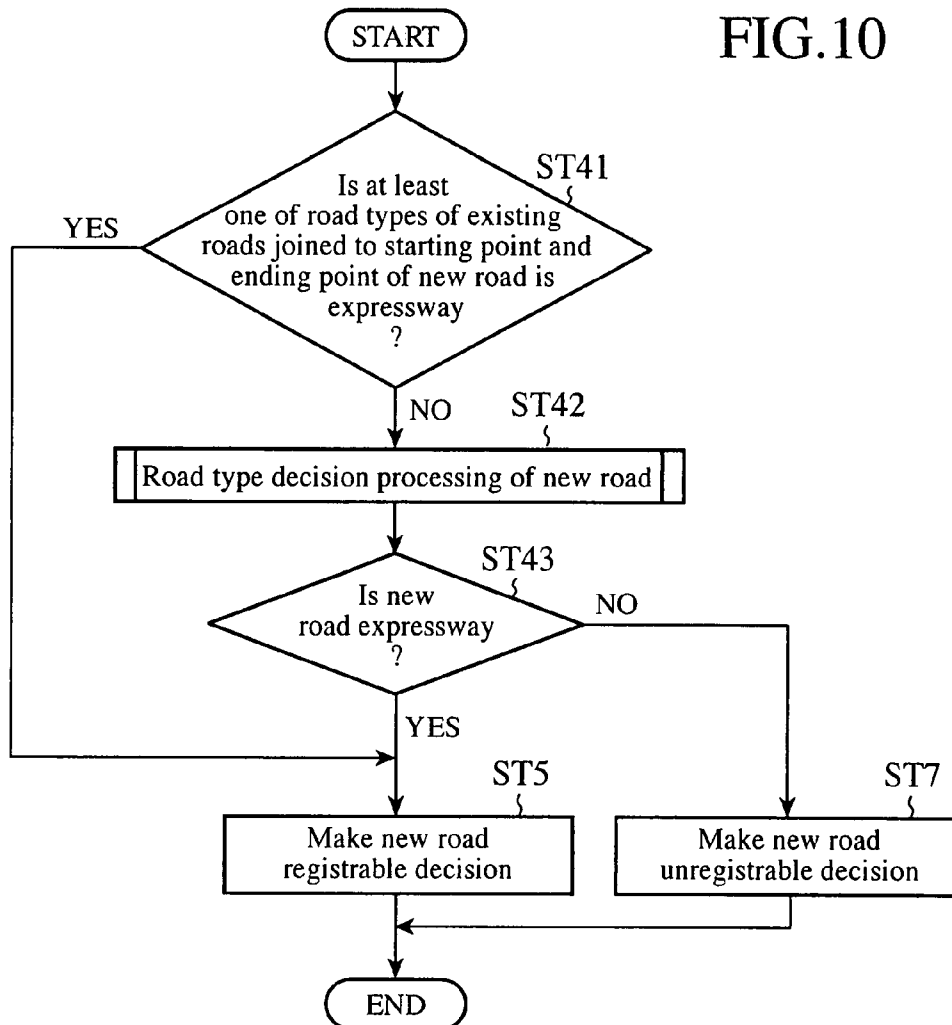 START
FIG.10
ST41
Is at least
one of road types of existing
roads joined to starting point and
ending point of new road is
expressway
?
YES
NO
ST42
Road type decision processing of new road
ST43
Is new
road expressway
?
NO
YES
ST5
Make new road
registrable decision
ST7
Make new road
unregistrable decision
END